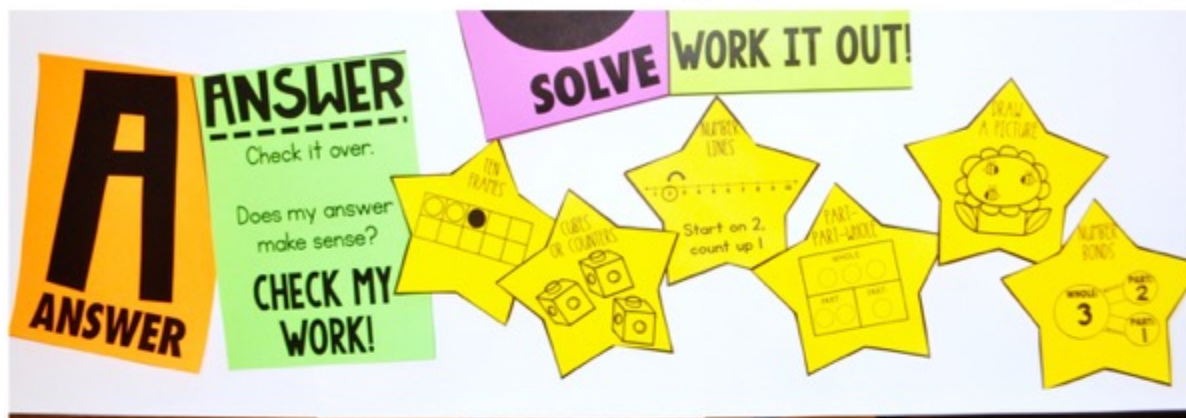 A
ANSWER
ANSWER
Check it over.
Does my answer
make sense?
CHECK MY
WORK!
SOLVE
WORK IT OUT!
TEN
FRAMES
CUBES
OR COUNTERS
NUMBER
LINES
Start on 2,
count up 1
PART-
PART-WHOLE
WHOLE:
PART: PART:
DRAW
A PICTURE
NUMBER
BONDS
WHOLE:
3
PART:
2
PART:
1